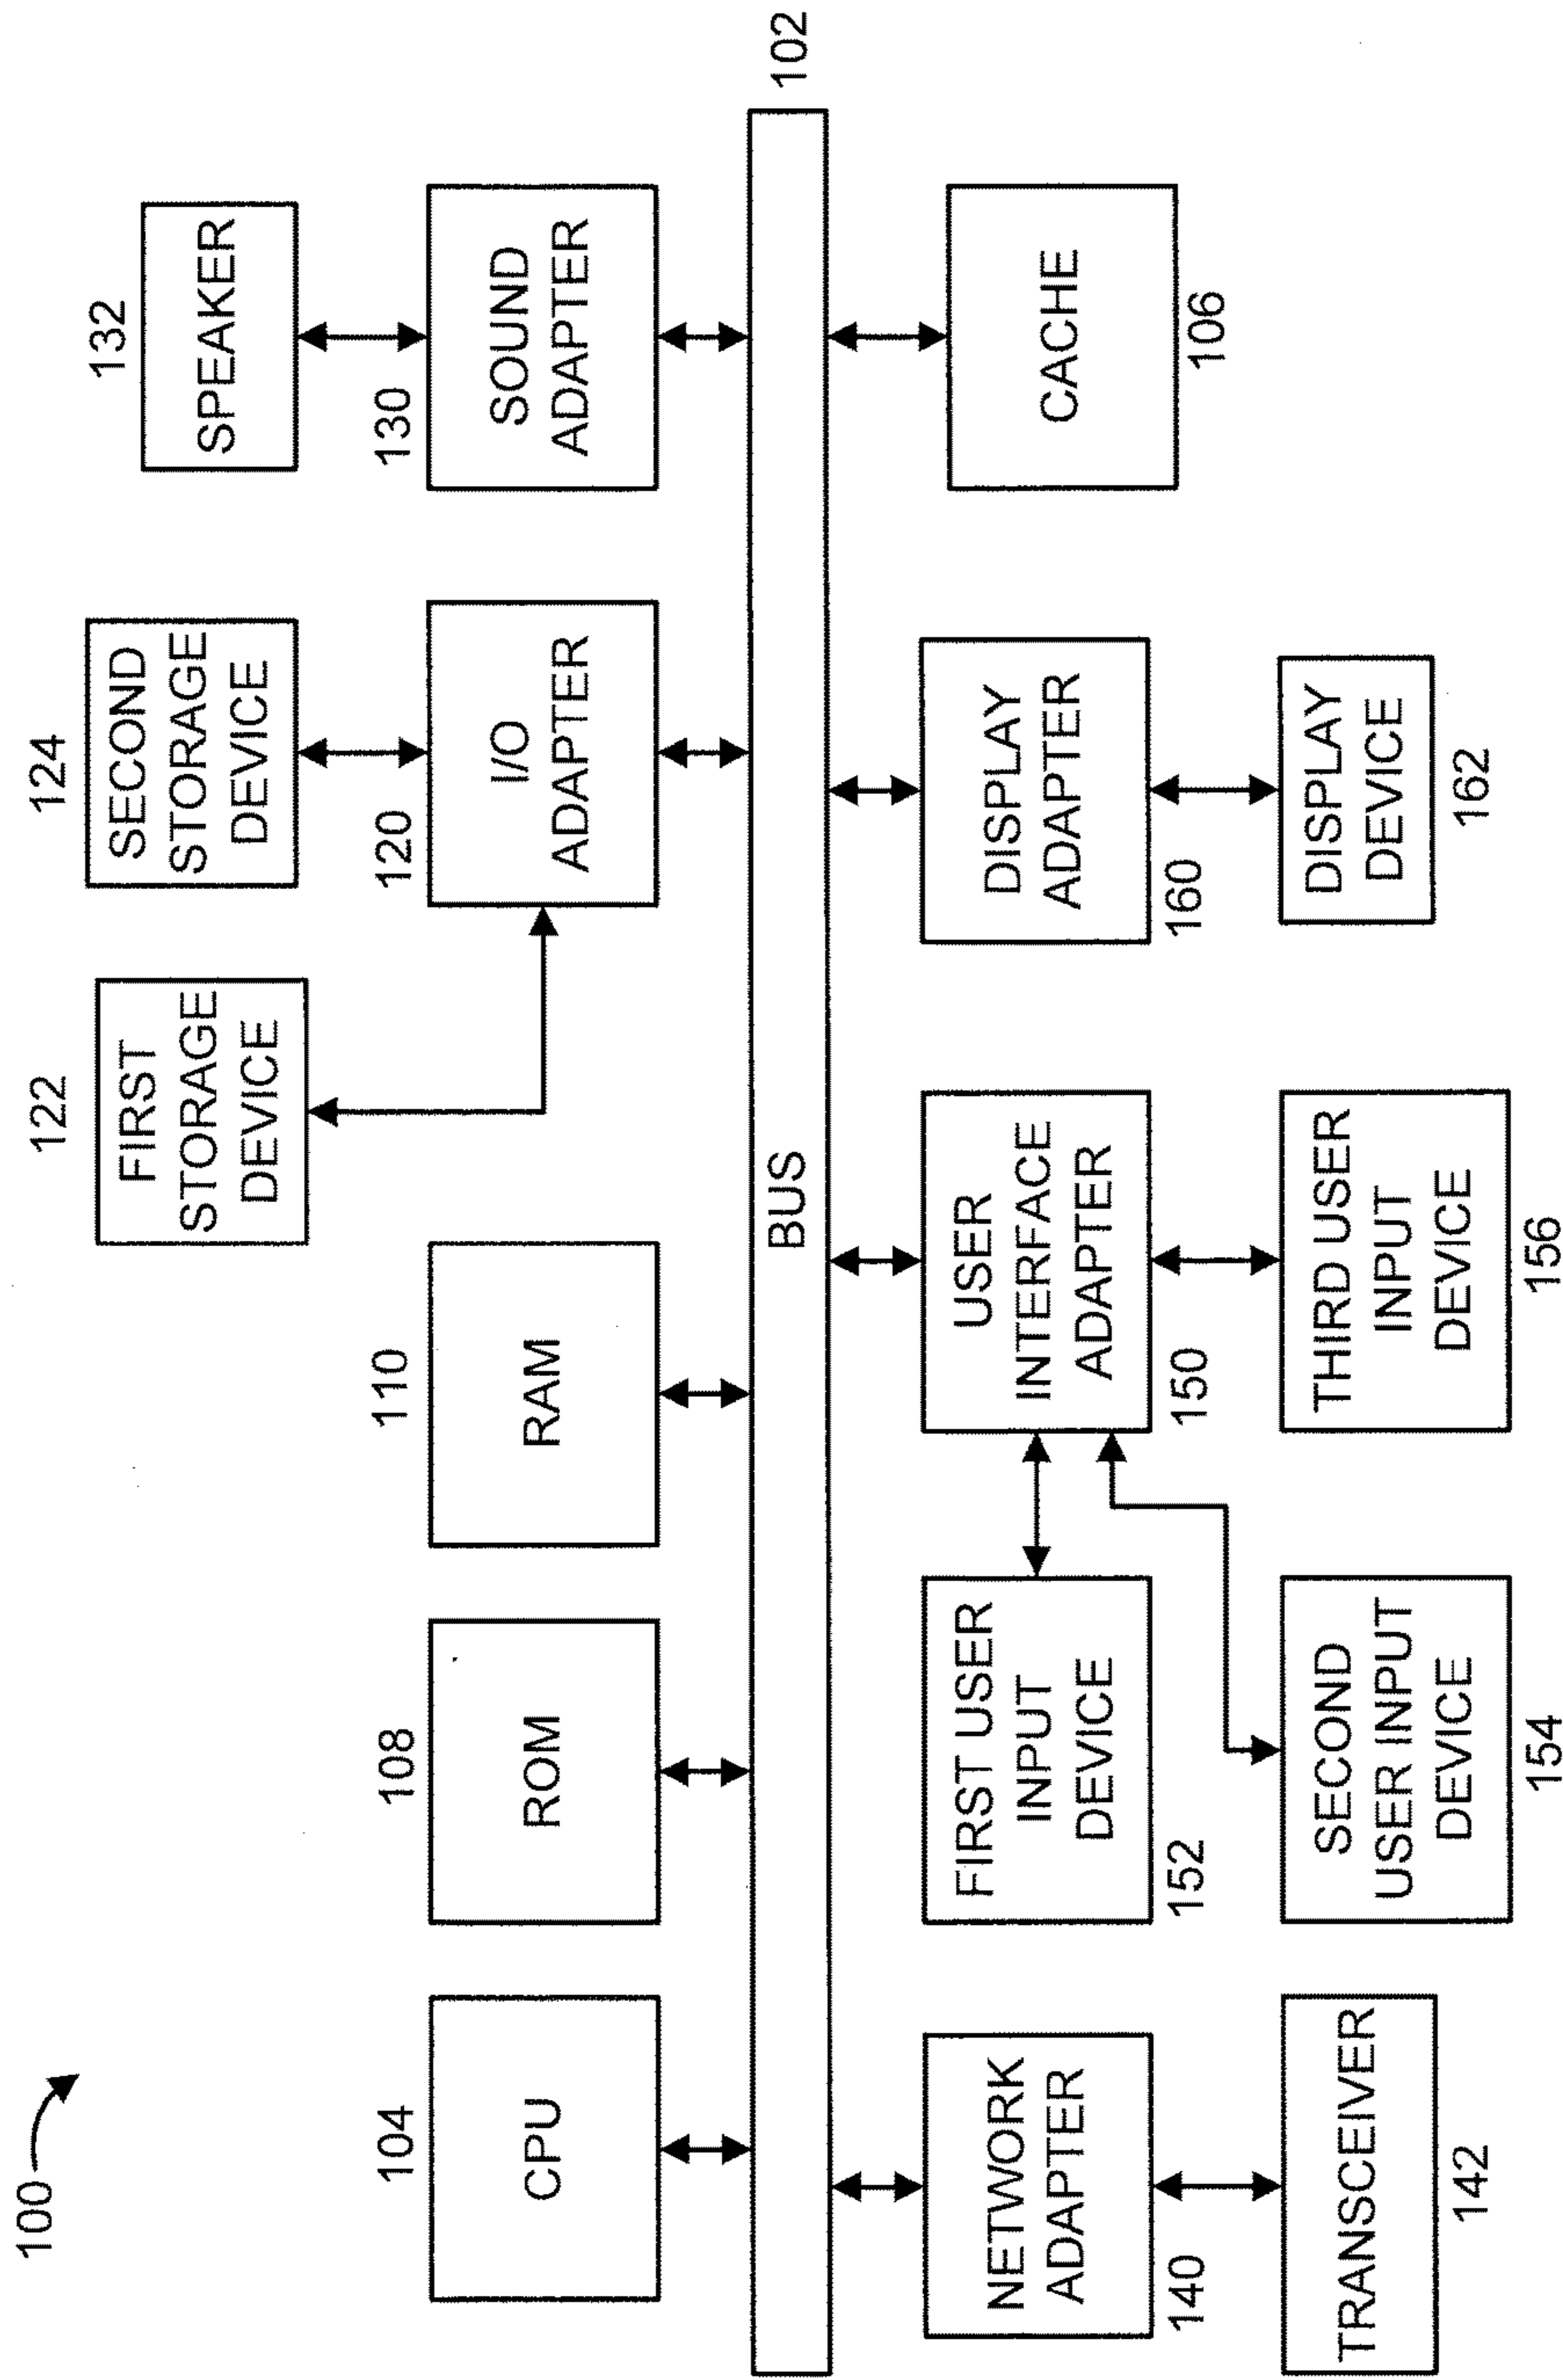 100
122
FIRST
STORAGE
DEVICE
124
SECOND
STORAGE
DEVICE
132
SPEAKER
104
CPU
108
ROM
110
RAM
120
I/O
ADAPTER
130
SOUND
ADAPTER
BUS
102
NETWORK
ADAPTER
140
FIRST USER
INPUT
DEVICE
152
USER
INTERFACE
ADAPTER
150
DISPLAY
ADAPTER
160
CACHE
106
TRANSCEIVER
142
SECOND
USER INPUT
DEVICE
154
THIRD USER
INPUT
DEVICE
156
DISPLAY
DEVICE
162